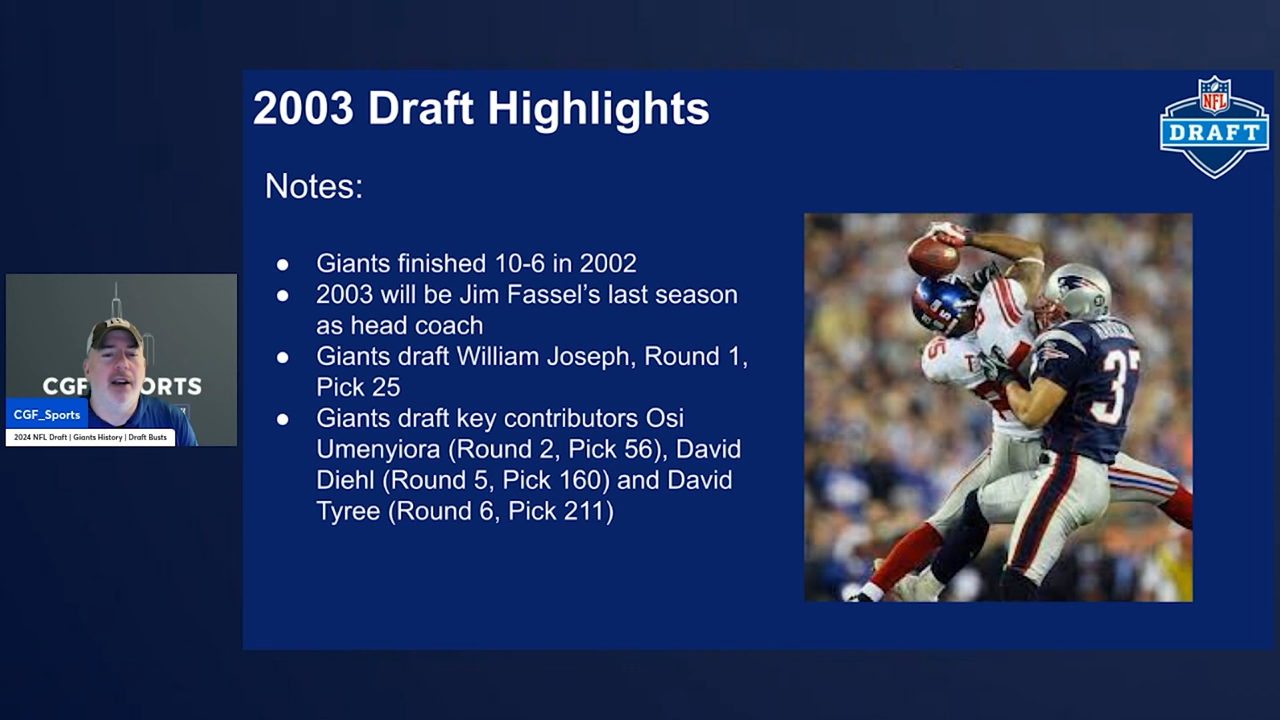 2003 Draft Highlights
NFL
DRAFT
Notes:
● Giants finished 10-6 in 2002
● 2003 will be Jim Fassel’s last season
as head coach
● Giants draft William Joseph, Round 1,
Pick 25
● Giants draft key contributors Osi
Umenyiora (Round 2, Pick 56), David
Diehl (Round 5, Pick 160) and David
Tyree (Round 6, Pick 211)
37
CGF_Sports
2024 NFL Draft | Giants History | Draft Busts